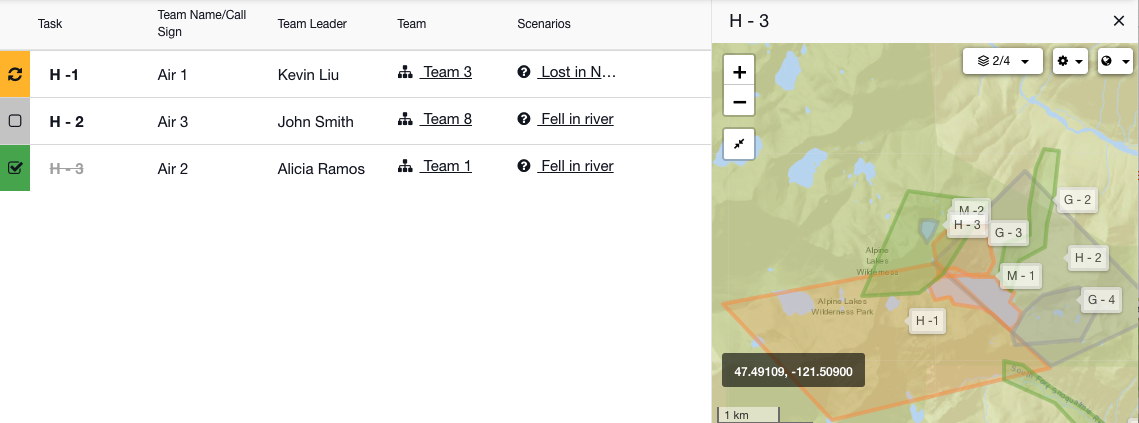 Task
Team Name/Call
Sign
Team Leader
Team
Scenarios
H -1
Air 1
Kevin Liu
Team 3
Lost in N…
H - 2
Air 3
John Smith
Team 8
Fell in river
H - 3
Air 2
Alicia Ramos
Team 1
Fell in river
H - 3
×
+
−
2/4
G - 2
M -2
H - 3
G - 3
H - 2
Alpine
Lakes
Wilderness
M - 1
Alpine Lakes
Wilderness Park
G - 4
H -1
47.49109, -121.50900
South Fork Snoqualmie
1 km